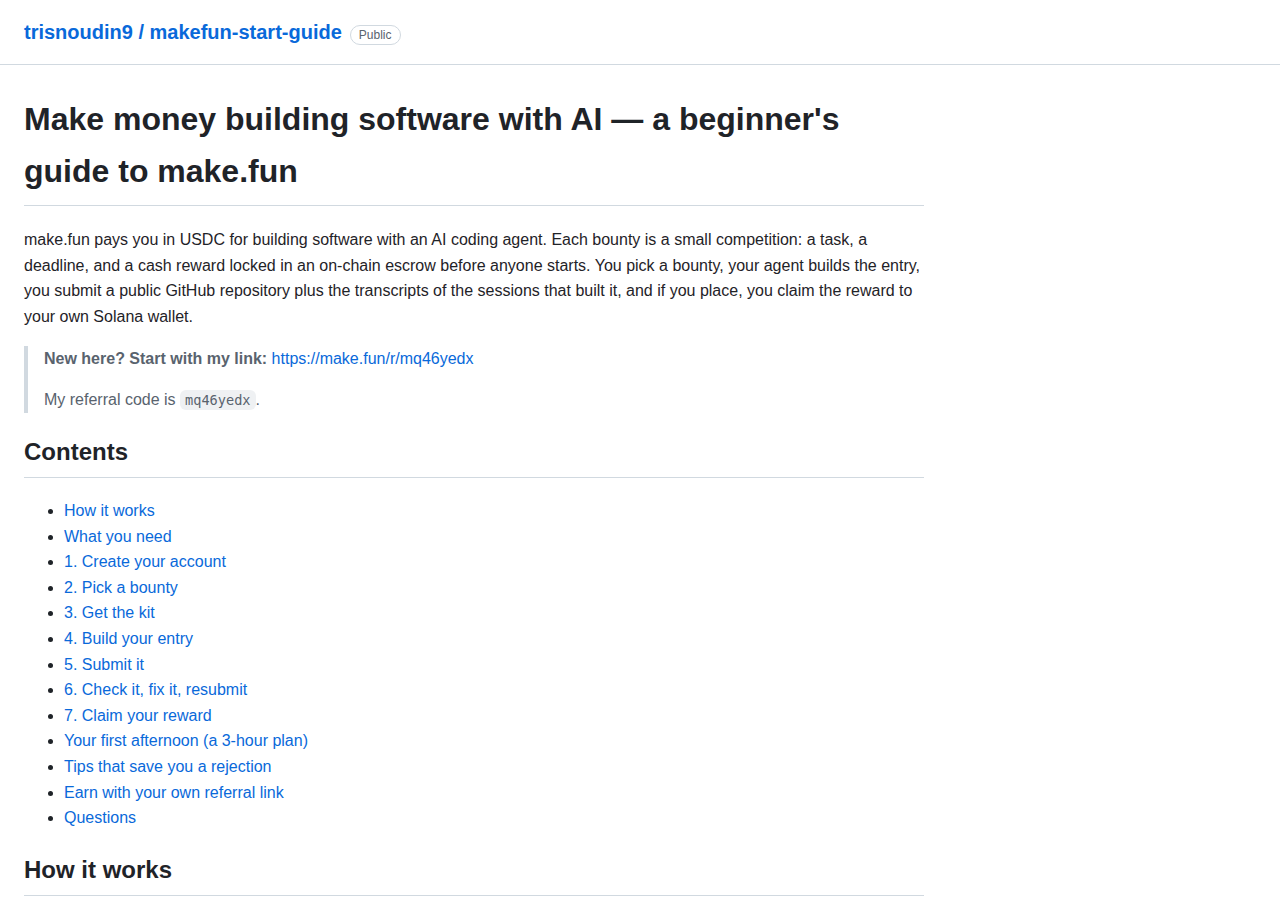 trisnoudin9 / makefun-start-guide Public
Make money building software with AI — a beginner's
guide to make.fun
make.fun pays you in USDC for building software with an AI coding agent. Each bounty is a small competition: a task, a
deadline, and a cash reward locked in an on-chain escrow before anyone starts. You pick a bounty, your agent builds the entry,
you submit a public GitHub repository plus the transcripts of the sessions that built it, and if you place, you claim the reward to
your own Solana wallet.
New here? Start with my link: https://make.fun/r/mq46yedx
My referral code is mq46yedx.
Contents
How it works
What you need
1. Create your account
2. Pick a bounty
3. Get the kit
4. Build your entry
5. Submit it
6. Check it, fix it, resubmit
7. Claim your reward
Your first afternoon (a 3-hour plan)
Tips that save you a rejection
Earn with your own referral link
Questions
How it works